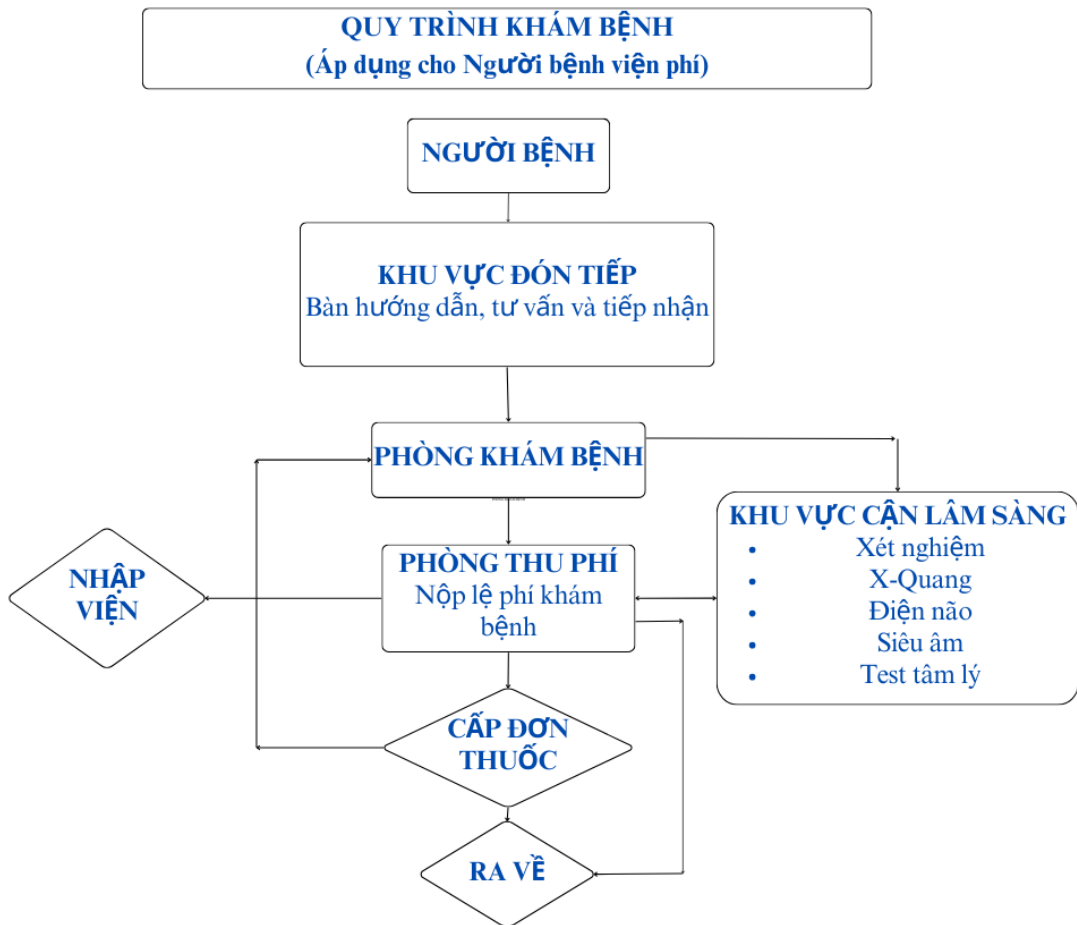 QUY TRÌNH KHÁM BỆNH
(Áp dụng cho Người bệnh viện phí)
NGƯỜI BỆNH
KHU VỰC ĐÓN TIẾP
Bàn hướng dẫn, tư vấn và tiếp nhận
PHÒNG KHÁM BỆNH
KHU VỰC CẬN LÂM SÀNG
• Xét nghiệm
• X-Quang
• Điện não
• Siêu âm
• Test tâm lý
PHÒNG THU PHÍ
Nộp lệ phí khám
bệnh
NHẬP
VIỆN
CẤP ĐƠN
THUỐC
RA VỀ